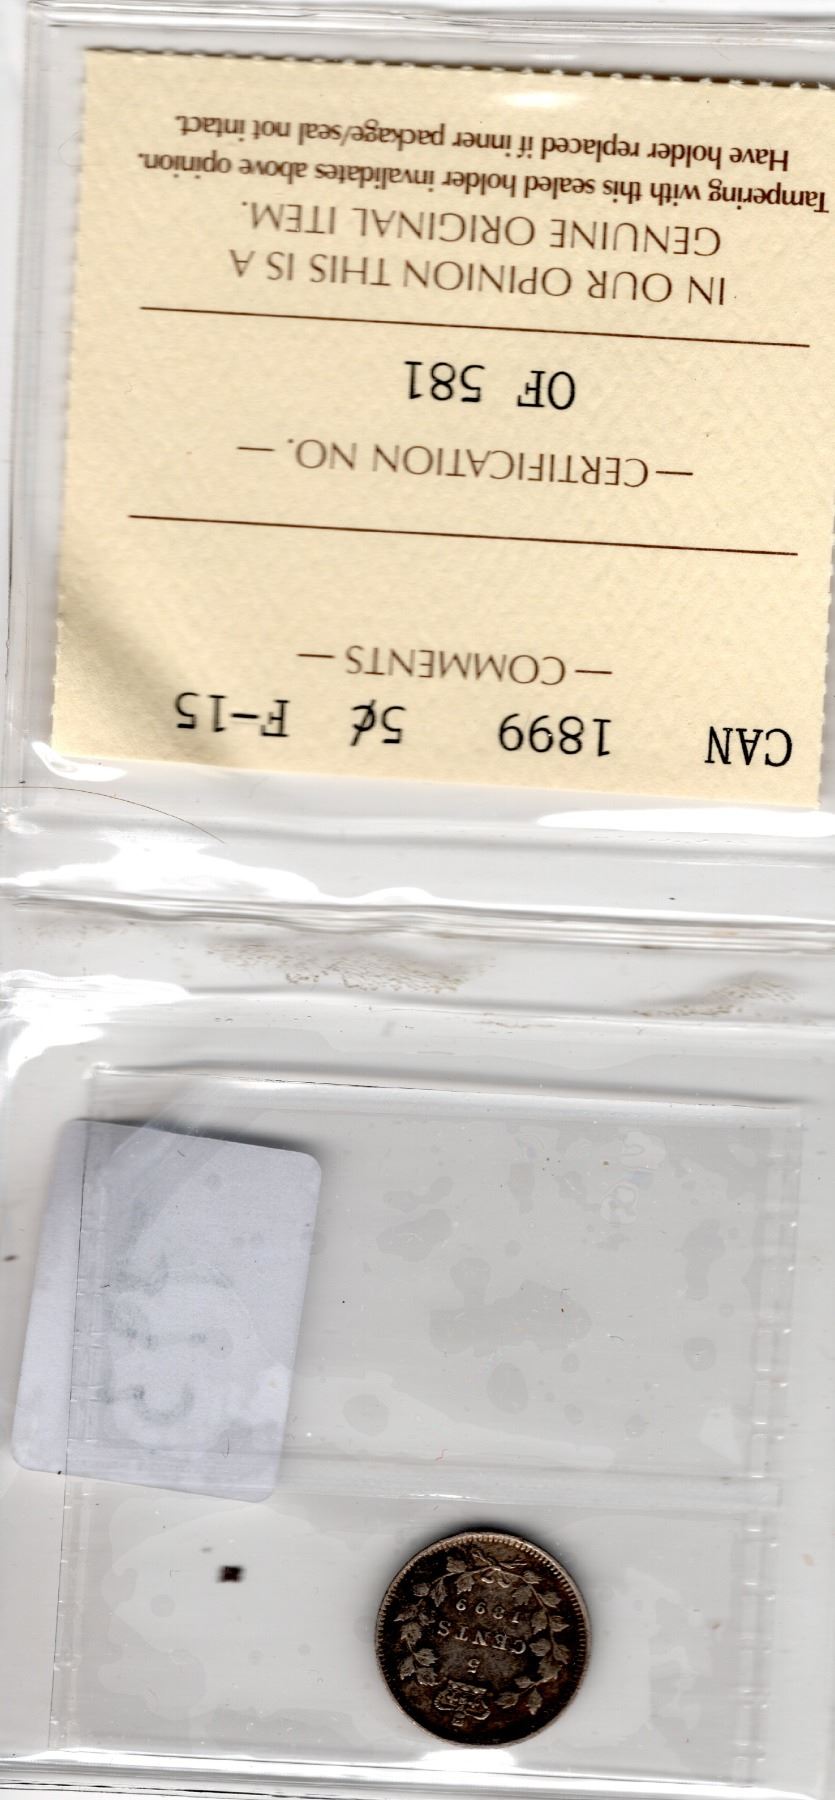 5
CENTS
1899
CAN 1899 5¢ F-15
— COMMENTS —
— CERTIFICATION NO. —
OF 581
IN OUR OPINION THIS IS A
GENUINE ORIGINAL ITEM.
Tampering with this sealed holder invalidates above opinion.
Have holder replaced if inner package/seal not intact.